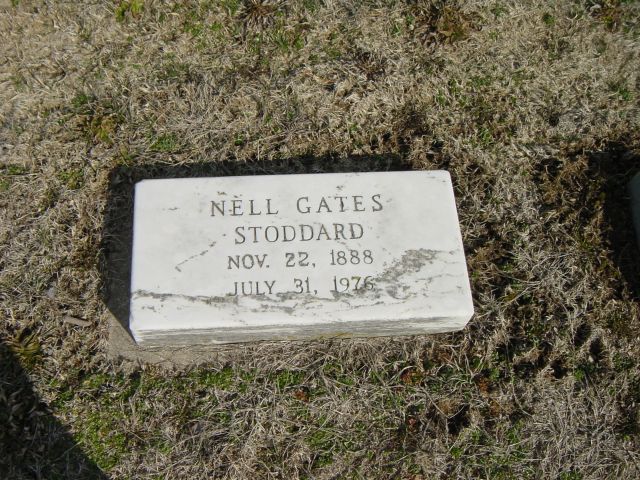 NELL GATES
STODDARD
NOV. 22, 1888
JULY 31, 1976